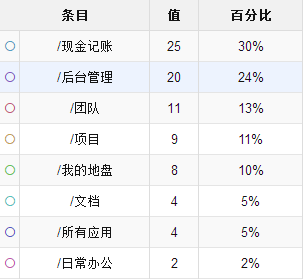 条目 值 百分比
/现金记账 25 30%
/后台管理 20 24%
/团队 11 13%
/项目 9 11%
/我的地盘 8 10%
/文档 4 5%
/所有应用 4 5%
/日常办公 2 2%